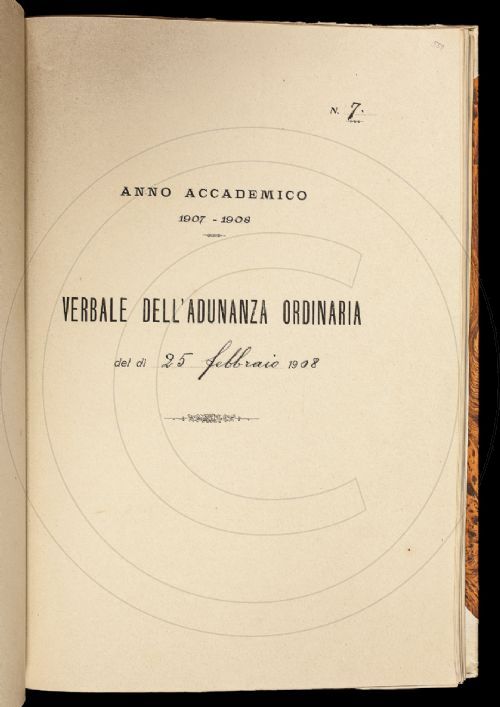 N. 7.
ANNO ACCADEMICO
1907 - 1908
VERBALE DELL'ADUNANZA ORDINARIA
del dì 25 febbraio 1908